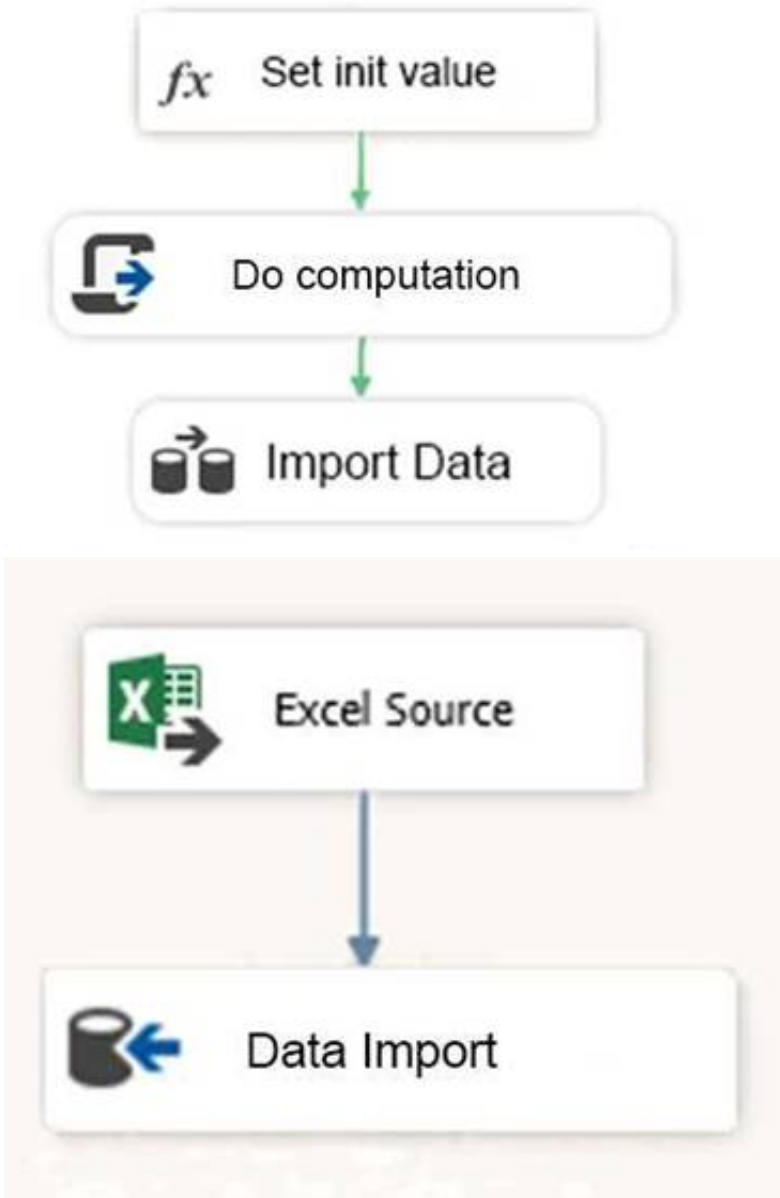 fx Set init value
Do computation
Import Data
X Excel Source
Data Import